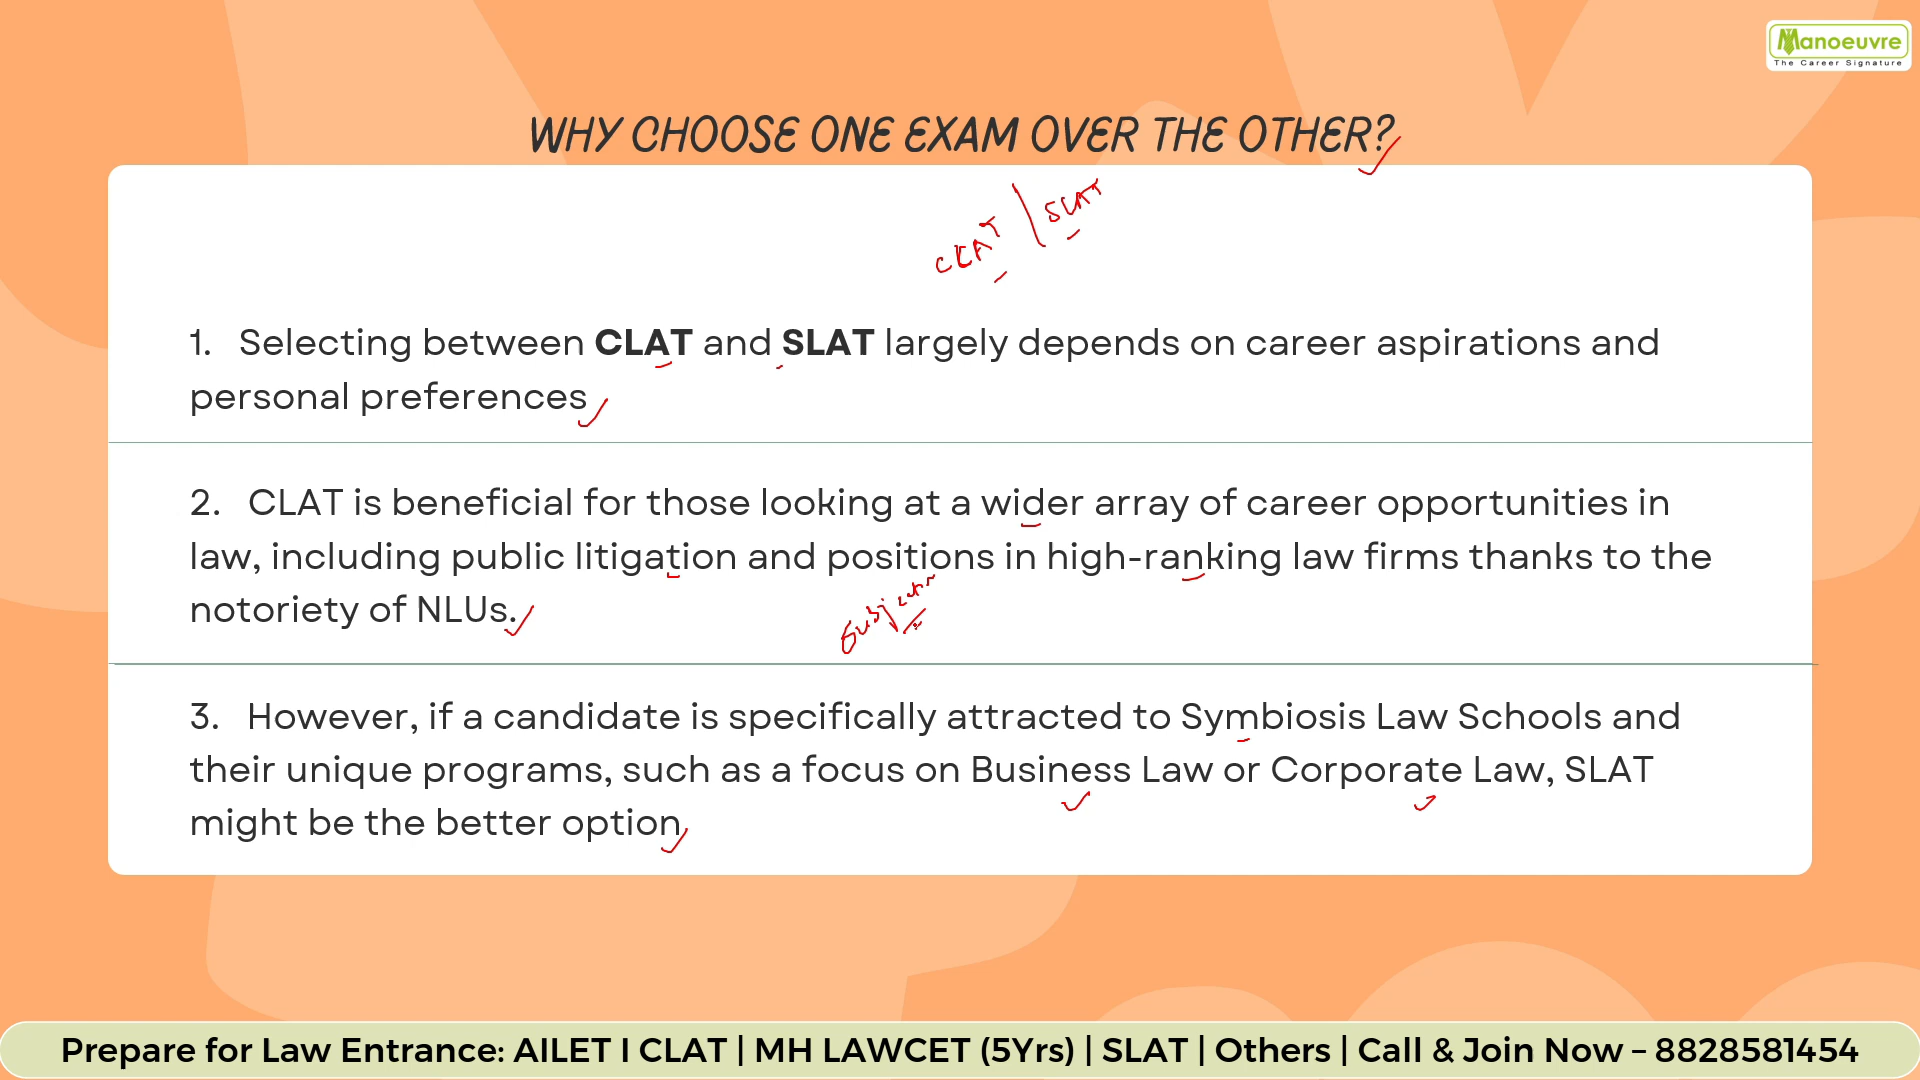 Manoeuvre
The Career Signature
WHY CHOOSE ONE EXAM OVER THE OTHER?
CLAT / SLAT
1. Selecting between CLAT and SLAT largely depends on career aspirations and
personal preferences
2. CLAT is beneficial for those looking at a wider array of career opportunities in
law, including public litigation and positions in high-ranking law firms thanks to the
notoriety of NLUs.
3. However, if a candidate is specifically attracted to Symbiosis Law Schools and
their unique programs, such as a focus on Business Law or Corporate Law, SLAT
might be the better option
Prepare for Law Entrance: AILET I CLAT | MH LAWCET (5Yrs) | SLAT | Others | Call & Join Now – 8828581454